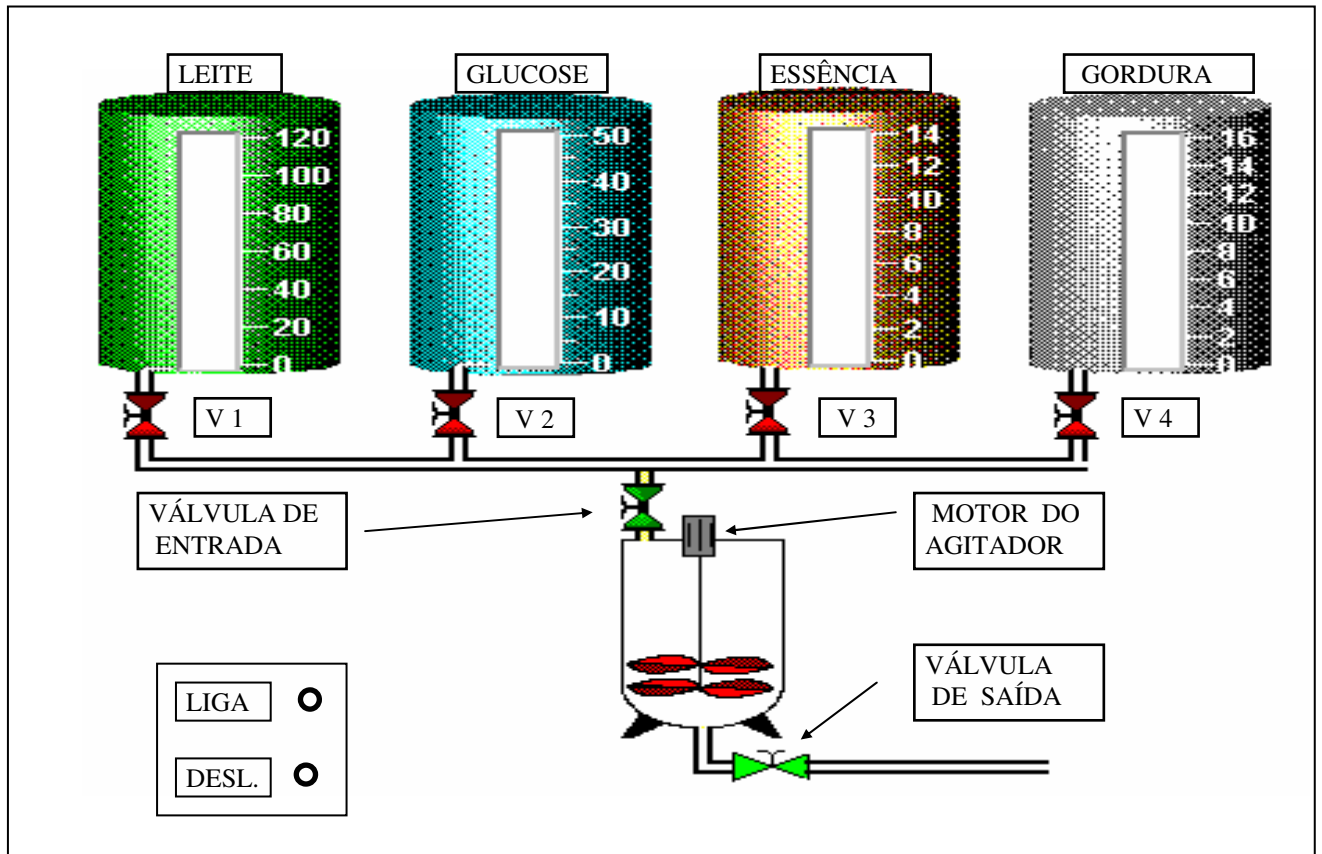 LEITE
GLUCOSE
ESSÊNCIA
GORDURA
120
100
80
60
40
20
0
50
40
30
20
10
0
14
12
10
8
6
4
2
0
16
14
12
10
8
6
4
2
0
V 1
V 2
V 3
V 4
VÁLVULA DE
ENTRADA
MOTOR DO
AGITADOR
VÁLVULA
DE SAÍDA
LIGA
DESL.